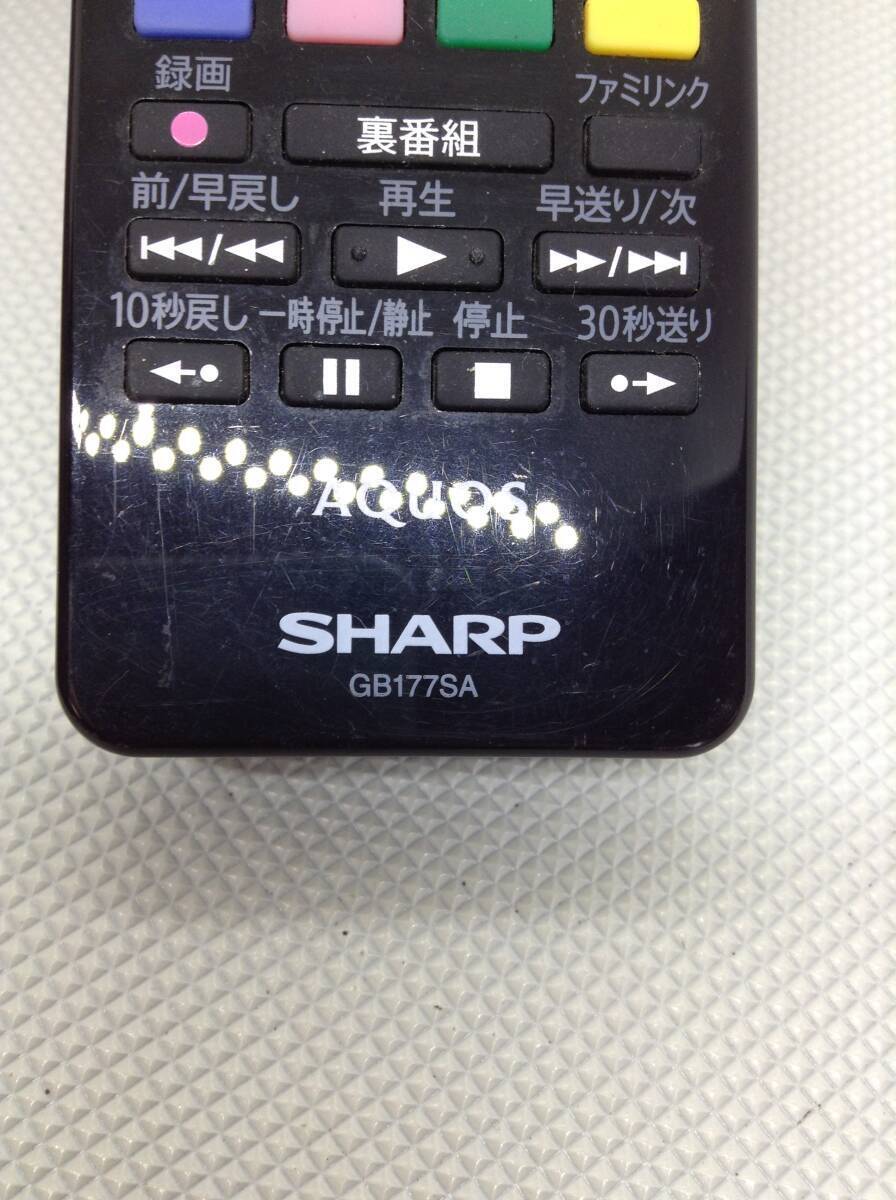 録画
ファミリンク
裏番組
前/早戻し 再生 早送り/次
10秒戻し 一時停止/静止 停止 30秒送り
AQUOS
SHARP
GB177SA